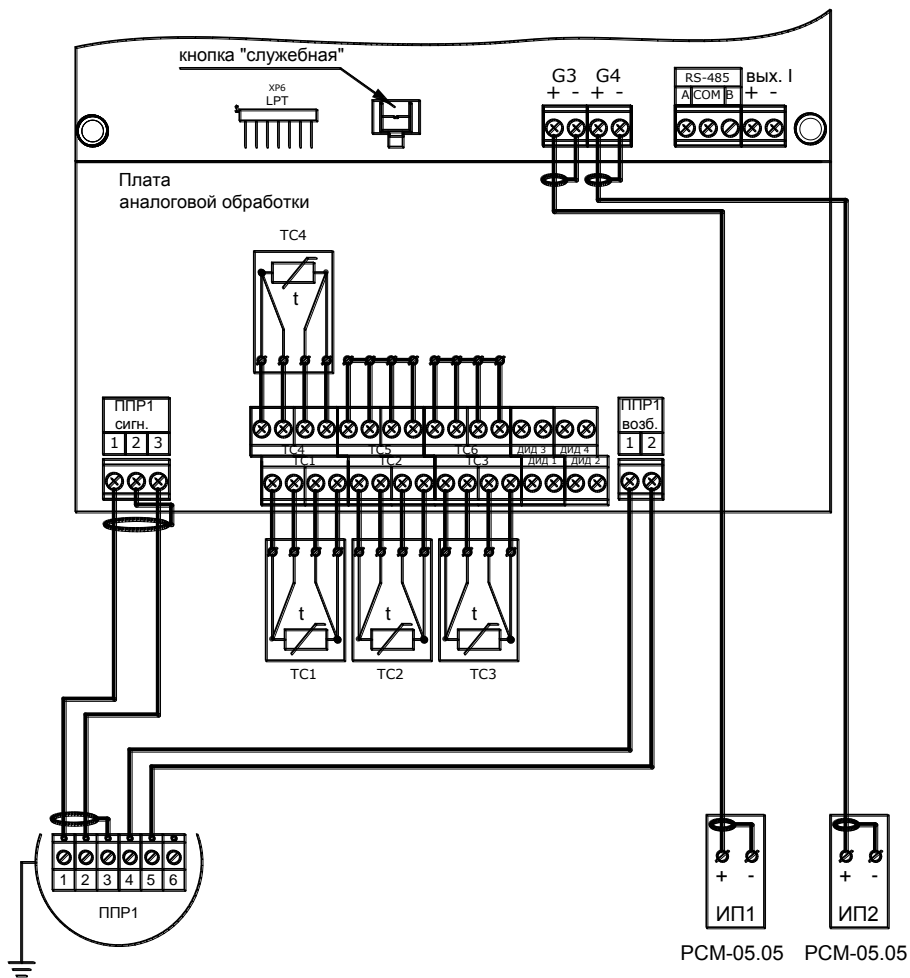 кнопка "служебная"
XP6
LPT
G3 G4
+ - + -
RS-485
A COM B
вых. I
+ -
Плата
аналоговой обработки
ТС4
t
ППР1
сигн.
1 2 3
ППР1
возб.
1 2
ТС4 ТС5 ТС6 ДИД 3 ДИД 4
ТС1 ТС2 ТС3 ДИД 1 ДИД 2
t t t
ТС1 ТС2 ТС3
1 2 3 4 5 6
ППР1
+ -
ИП1
РСМ-05.05
+ -
ИП2
РСМ-05.05